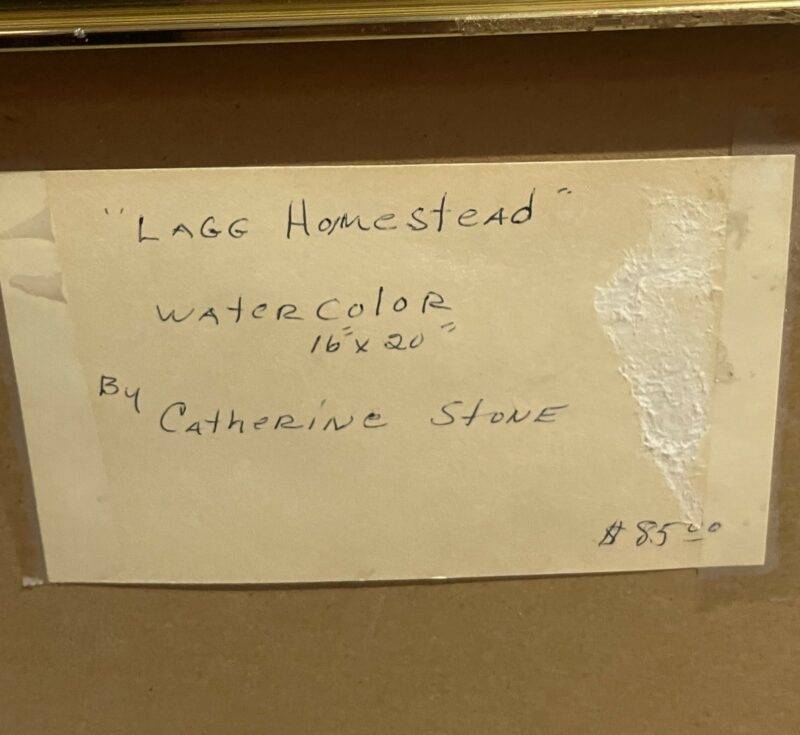 "LAGG HomesteAd"
WAteRColoR
16" x 20"
By CAtheRiNe StoNE
$ 85.00